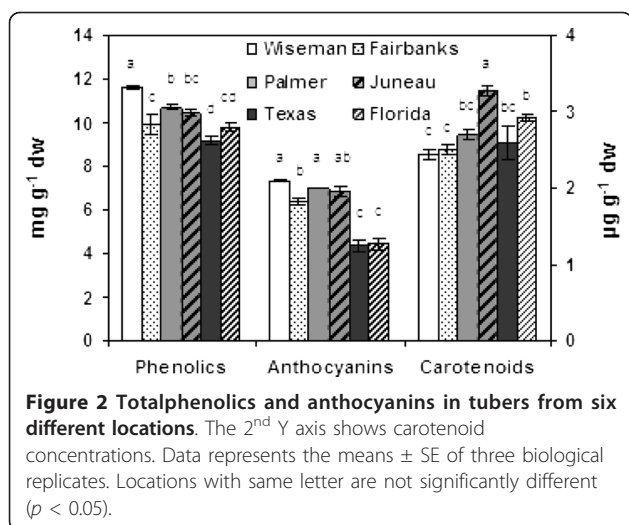 Wiseman Fairbanks
Palmer Juneau
Texas Florida
14
12
10
8
6
4
2
0
mg g⁻¹ dw
4
3
2
1
0
µg g⁻¹ dw
a c b bc d cd
a b a ab c c
c c bc a bc b
Phenolics Anthocyanins Carotenoids
Figure 2 Totalphenolics and anthocyanins in tubers from six
different locations. The 2nd Y axis shows carotenoid
concentrations. Data represents the means ± SE of three biological
replicates. Locations with same letter are not significantly different
(p < 0.05).